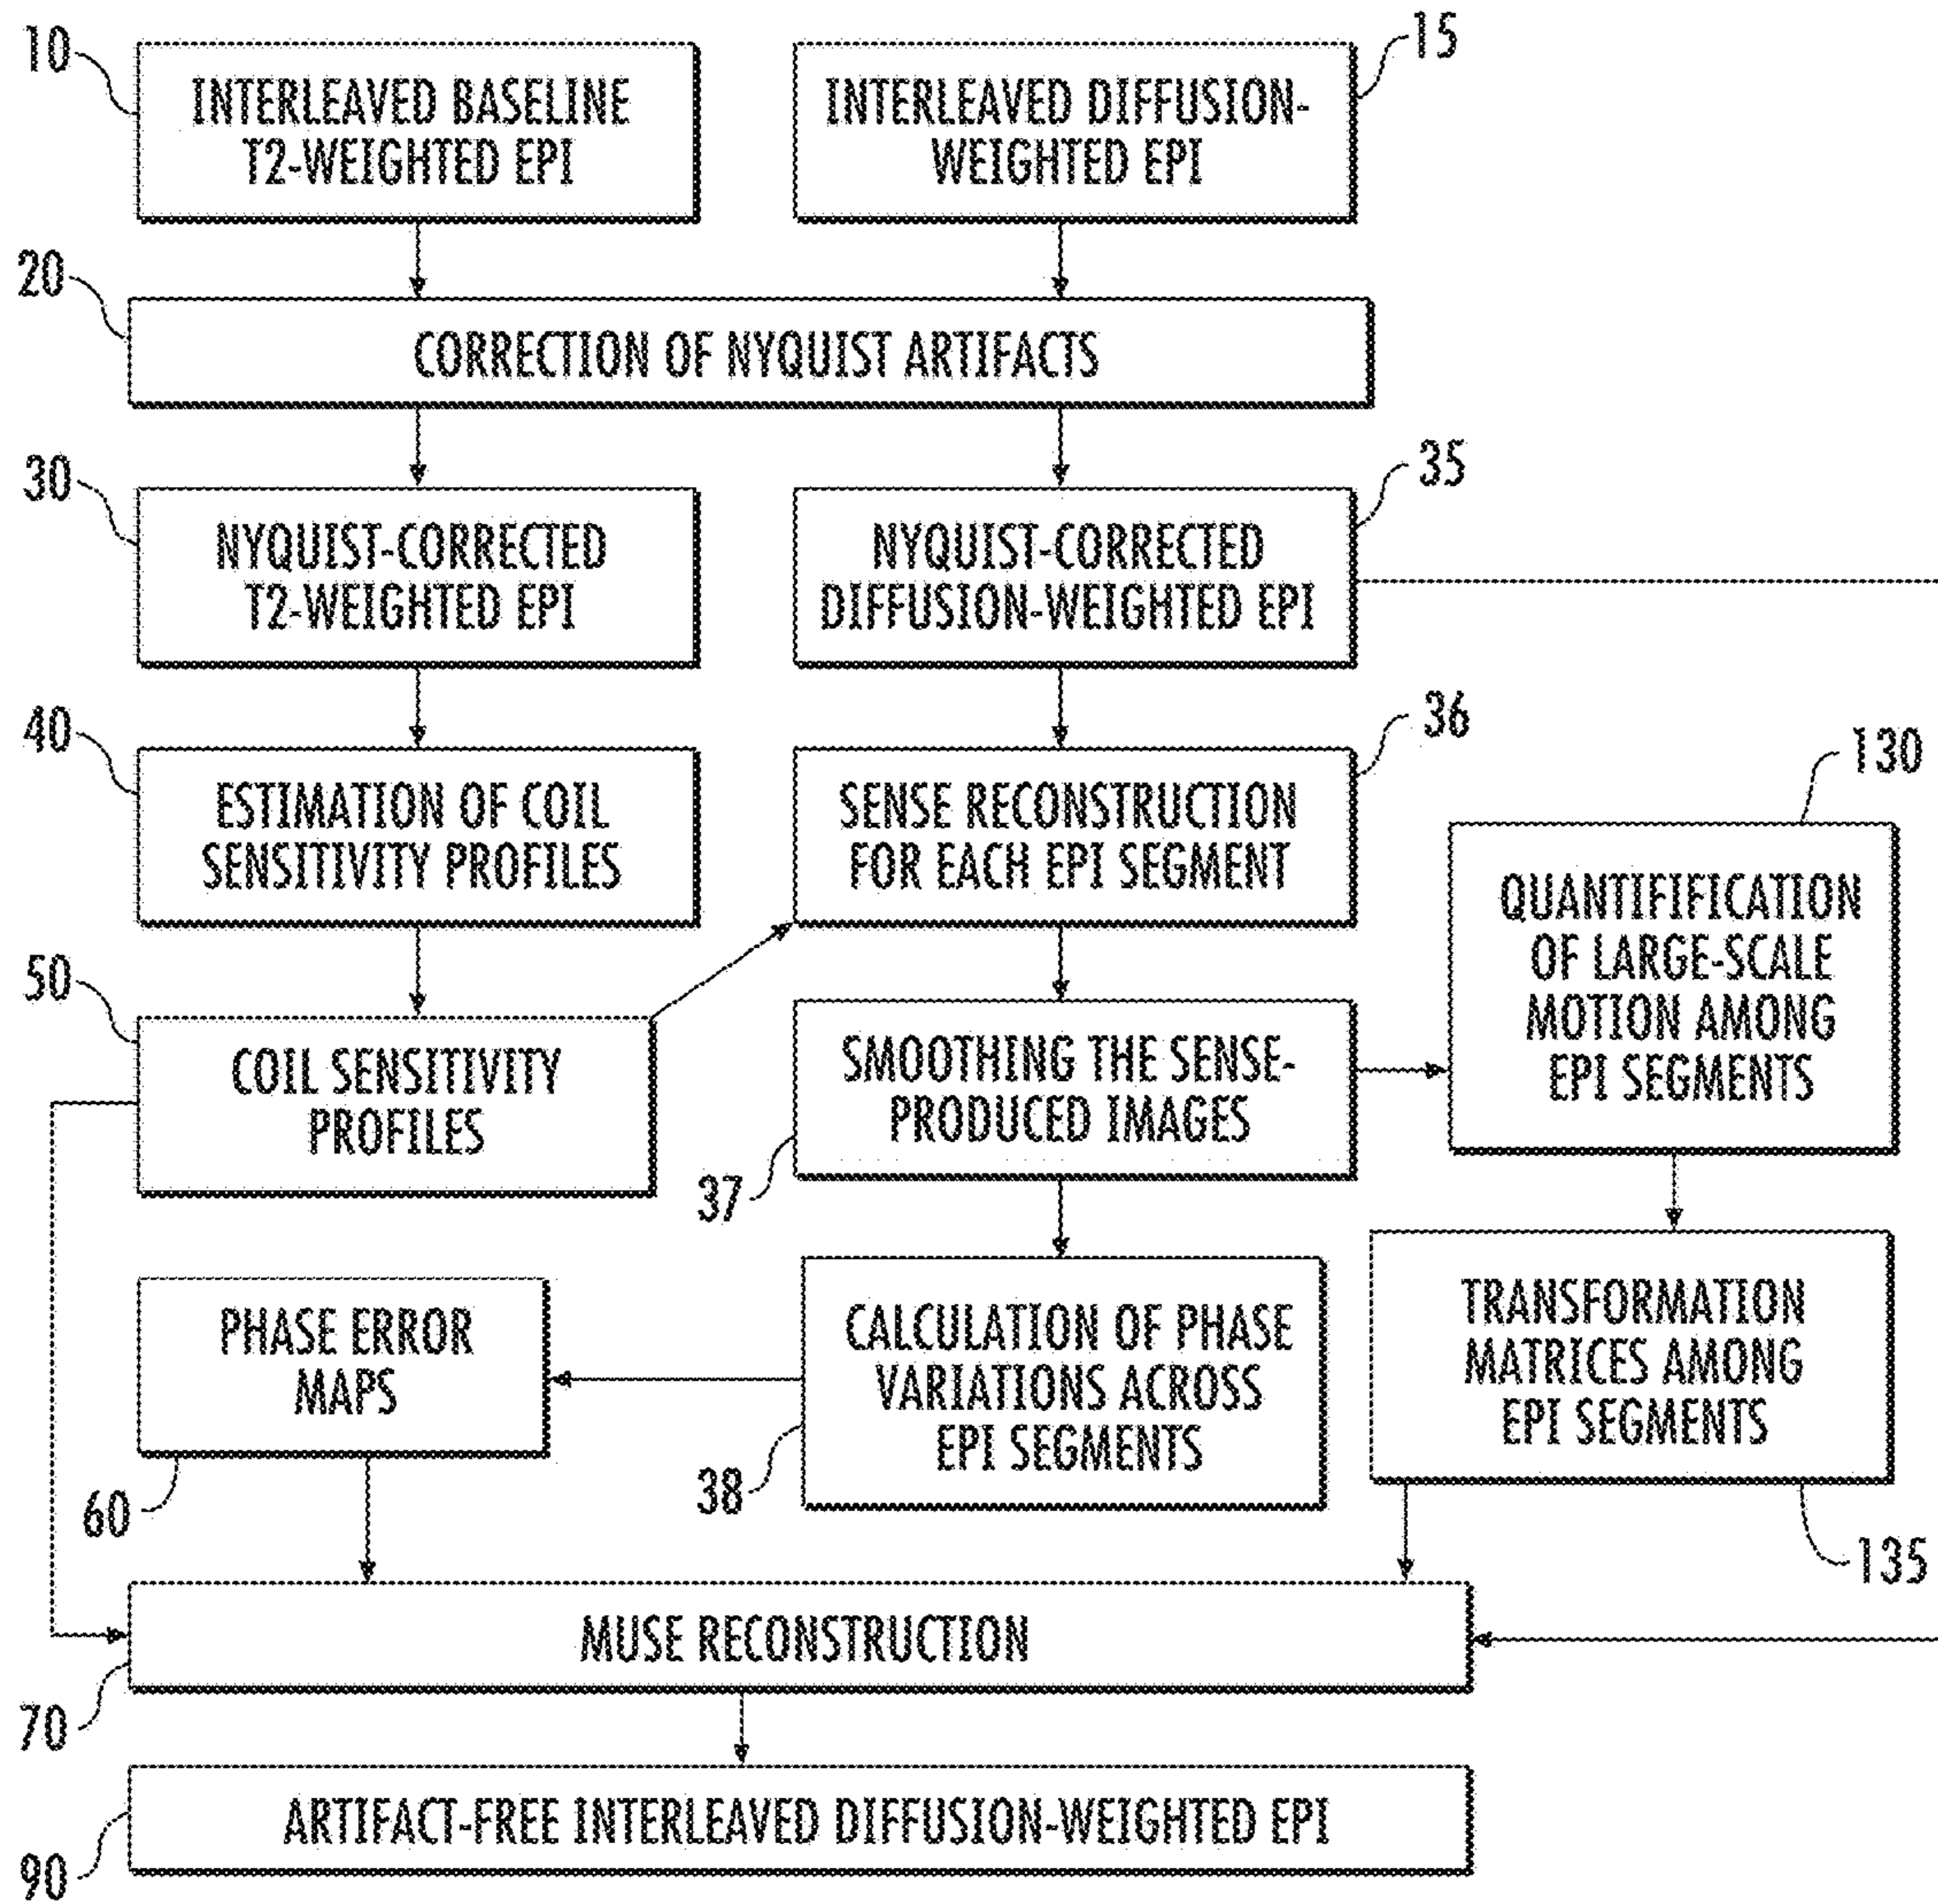 10
INTERLEAVED BASELINE
T2-WEIGHTED EPI
15
INTERLEAVED DIFFUSION-
WEIGHTED EPI
20
CORRECTION OF NYQUIST ARTIFACTS
30
NYQUIST-CORRECTED
T2-WEIGHTED EPI
35
NYQUIST-CORRECTED
DIFFUSION-WEIGHTED EPI
40
ESTIMATION OF COIL
SENSITIVITY PROFILES
36
SENSE RECONSTRUCTION
FOR EACH EPI SEGMENT
130
QUANTIFIFICATION
OF LARGE-SCALE
MOTION AMONG
EPI SEGMENTS
50
COIL SENSITIVITY
PROFILES
SMOOTHING THE SENSE-
PRODUCED IMAGES
37
PHASE ERROR
MAPS
60
CALCULATION OF PHASE
VARIATIONS ACROSS
EPI SEGMENTS
38
TRANSFORMATION
MATRICES AMONG
EPI SEGMENTS
135
MUSE RECONSTRUCTION
70
ARTIFACT-FREE INTERLEAVED DIFFUSION-WEIGHTED EPI
90